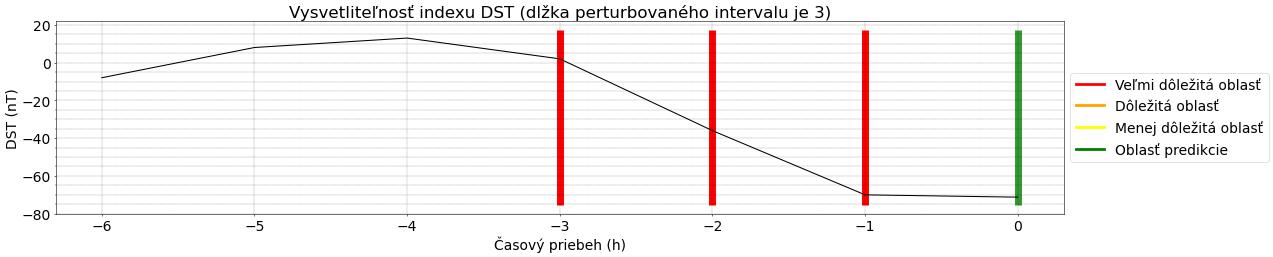 Vysvetliteľnosť indexu DST (dĺžka perturbovaného intervalu je 3)
20
0
−20
−40
−60
−80
DST (nT)
−6 −5 −4 −3 −2 −1 0
Časový priebeh (h)
Veľmi dôležitá oblasť
Dôležitá oblasť
Menej dôležitá oblasť
Oblasť predikcie